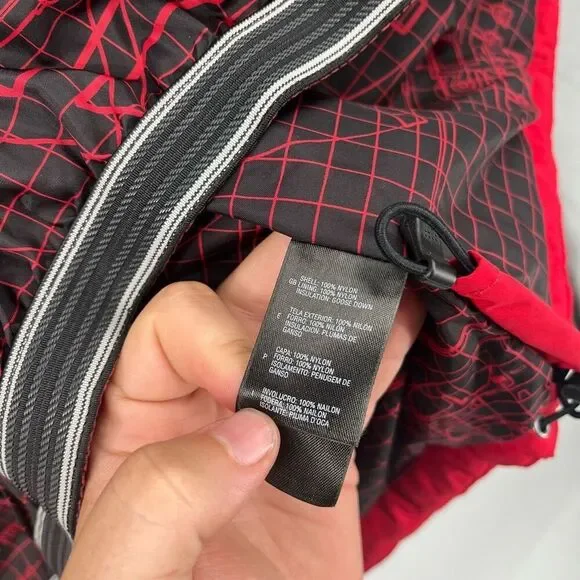 SHELL: 100% NYLON
GB LINING: 100% NYLON
INSULATION: GOOSE DOWN
TELA EXTERIOR: 100% NILÓN
E FORRO: 100% NILÓN
INSULACIÓN: PLUMAS DE
GANSO
CAPA: 100% NYLON
P FORRO: 100% NYLON
ISOLAMENTO: PENUGEM DE
GANSO
INVOLUCRO: 100% NAILON
I FODERA: 100% NAILON
ISOLANTE: PIUMA D'OCA